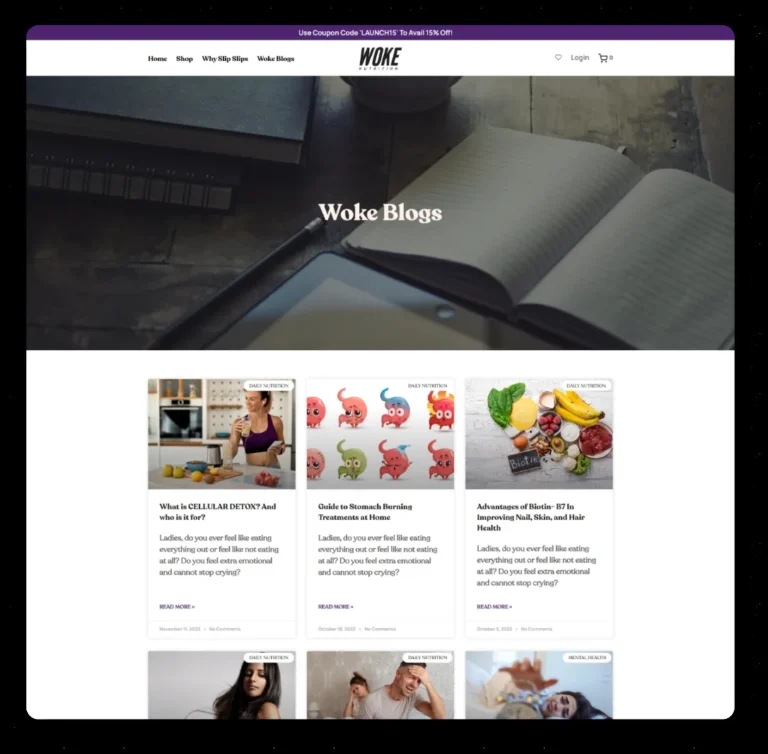 Use Coupon Code 'LAUNCH15' To Avail 15% Off!
Home Shop Why Slip Slips Woke Blogs
WOKE
NUTRITION
Login 0
Woke Blogs
DAILY NUTRITION
What is CELLULAR DETOX? And
who is it for?
Ladies, do you ever feel like eating
everything out or feel like not eating
at all? Do you feel extra emotional
and cannot stop crying?
READ MORE »
November 11, 2022 • No Comments
DAILY NUTRITION
Guide to Stomach Burning
Treatments at Home
Ladies, do you ever feel like eating
everything out or feel like not eating
at all? Do you feel extra emotional
and cannot stop crying?
READ MORE »
October 18, 2022 • No Comments
DAILY NUTRITION
Biotin
Advantages of Biotin- B7 In
Improving Nail, Skin, and Hair
Health
Ladies, do you ever feel like eating
everything out or feel like not eating
at all? Do you feel extra emotional
and cannot stop crying?
READ MORE »
October 3, 2022 • No Comments
DAILY NUTRITION
DAILY NUTRITION
MENTAL HEALTH